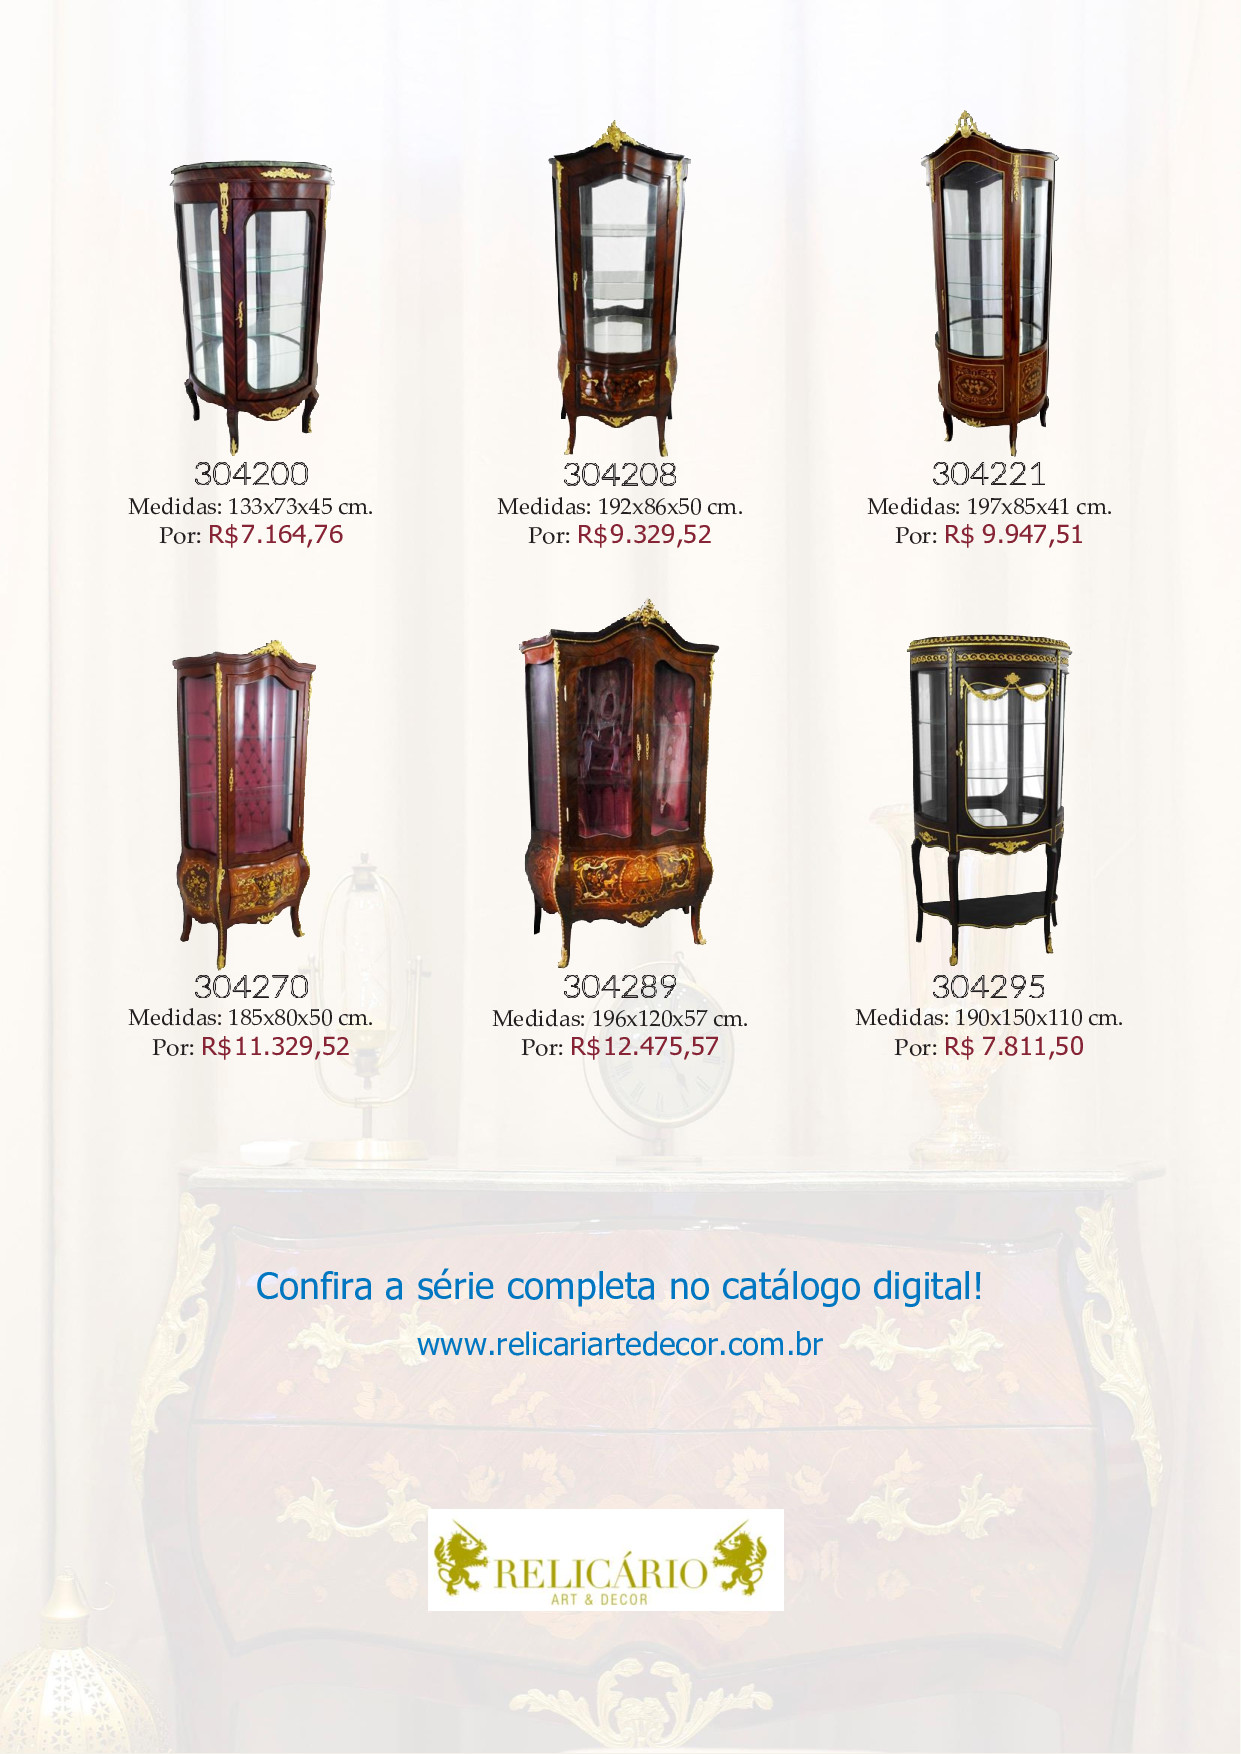 304200
Medidas: 133x73x45 cm.
Por: R$7.164,76
304208
Medidas: 192x86x50 cm.
Por: R$9.329,52
304221
Medidas: 197x85x41 cm.
Por: R$ 9.947,51
304270
Medidas: 185x80x50 cm.
Por: R$11.329,52
304289
Medidas: 196x120x57 cm.
Por: R$12.475,57
304295
Medidas: 190x150x110 cm.
Por: R$ 7.811,50
Confira a série completa no catálogo digital!
www.relicariartedecor.com.br
RELICÁRIO
ART & DECOR